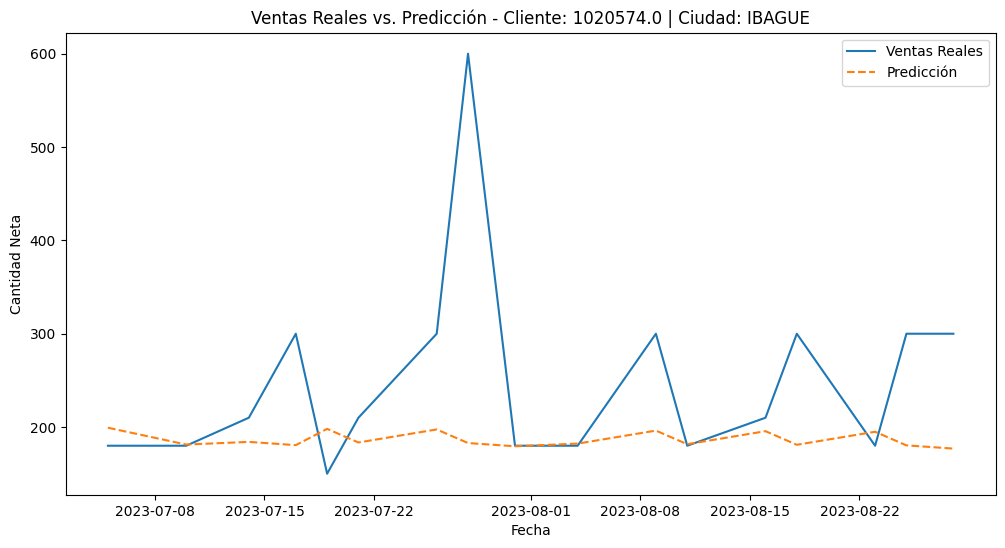 Ventas Reales vs. Predicción - Cliente: 1020574.0 | Ciudad: IBAGUE
Ventas Reales
Predicción
Cantidad Neta
600
500
400
300
200
2023-07-08
2023-07-15
2023-07-22
2023-08-01
2023-08-08
2023-08-15
2023-08-22
Fecha